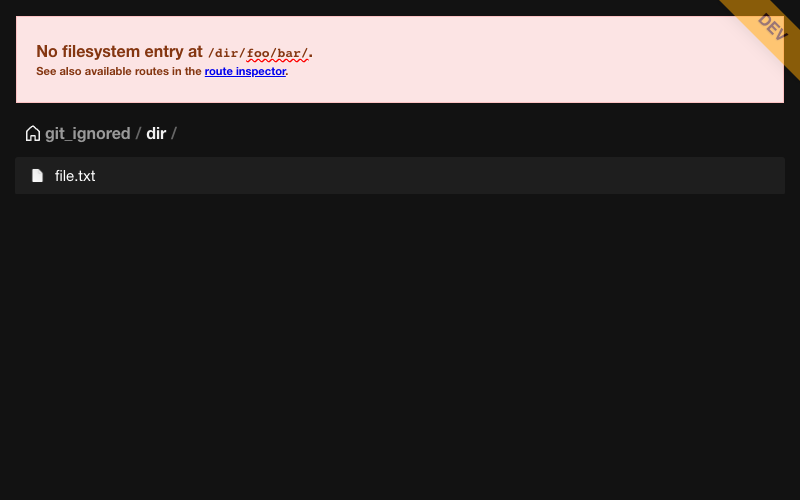 No filesystem entry at /dir/foo/bar/.
See also available routes in the route inspector.
DEV
git_ignored / dir /
file.txt